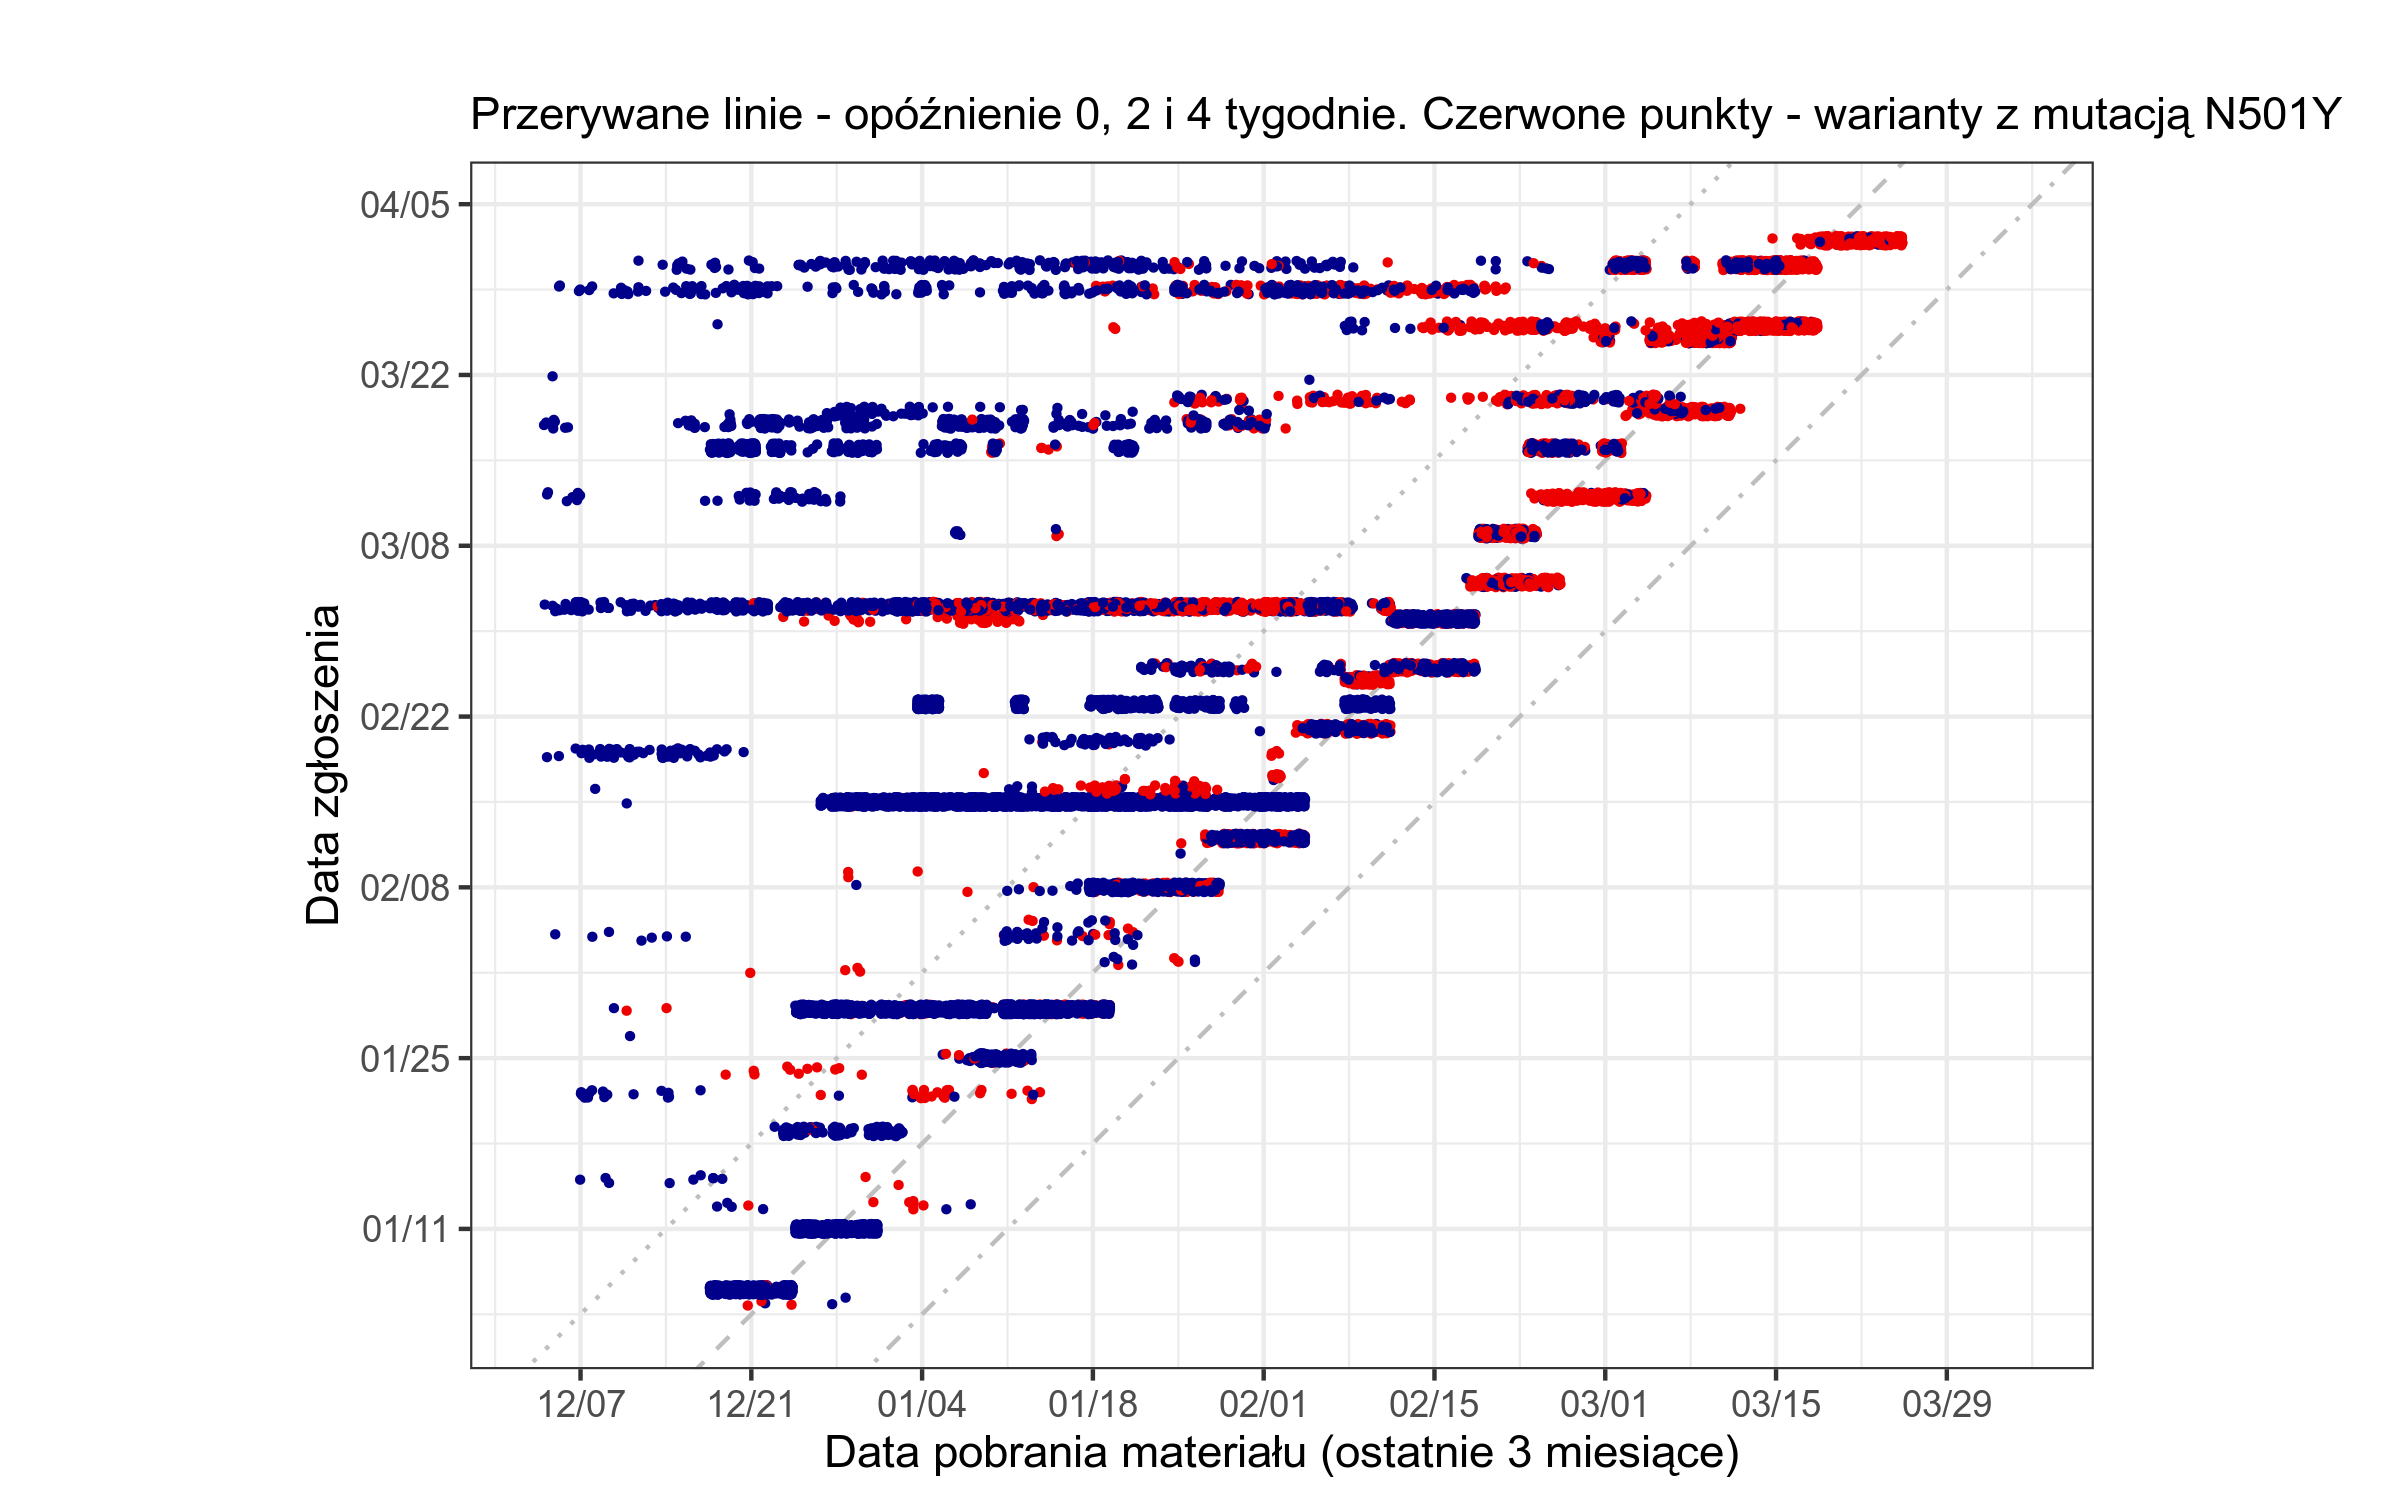 Przerywane linie - opóźnienie 0, 2 i 4 tygodnie. Czerwone punkty - warianty z mutacją N501Y
Data zgłoszenia
04/05
03/22
03/08
02/22
02/08
01/25
01/11
12/07 12/21 01/04 01/18 02/01 02/15 03/01 03/15 03/29
Data pobrania materiału (ostatnie 3 miesiące)